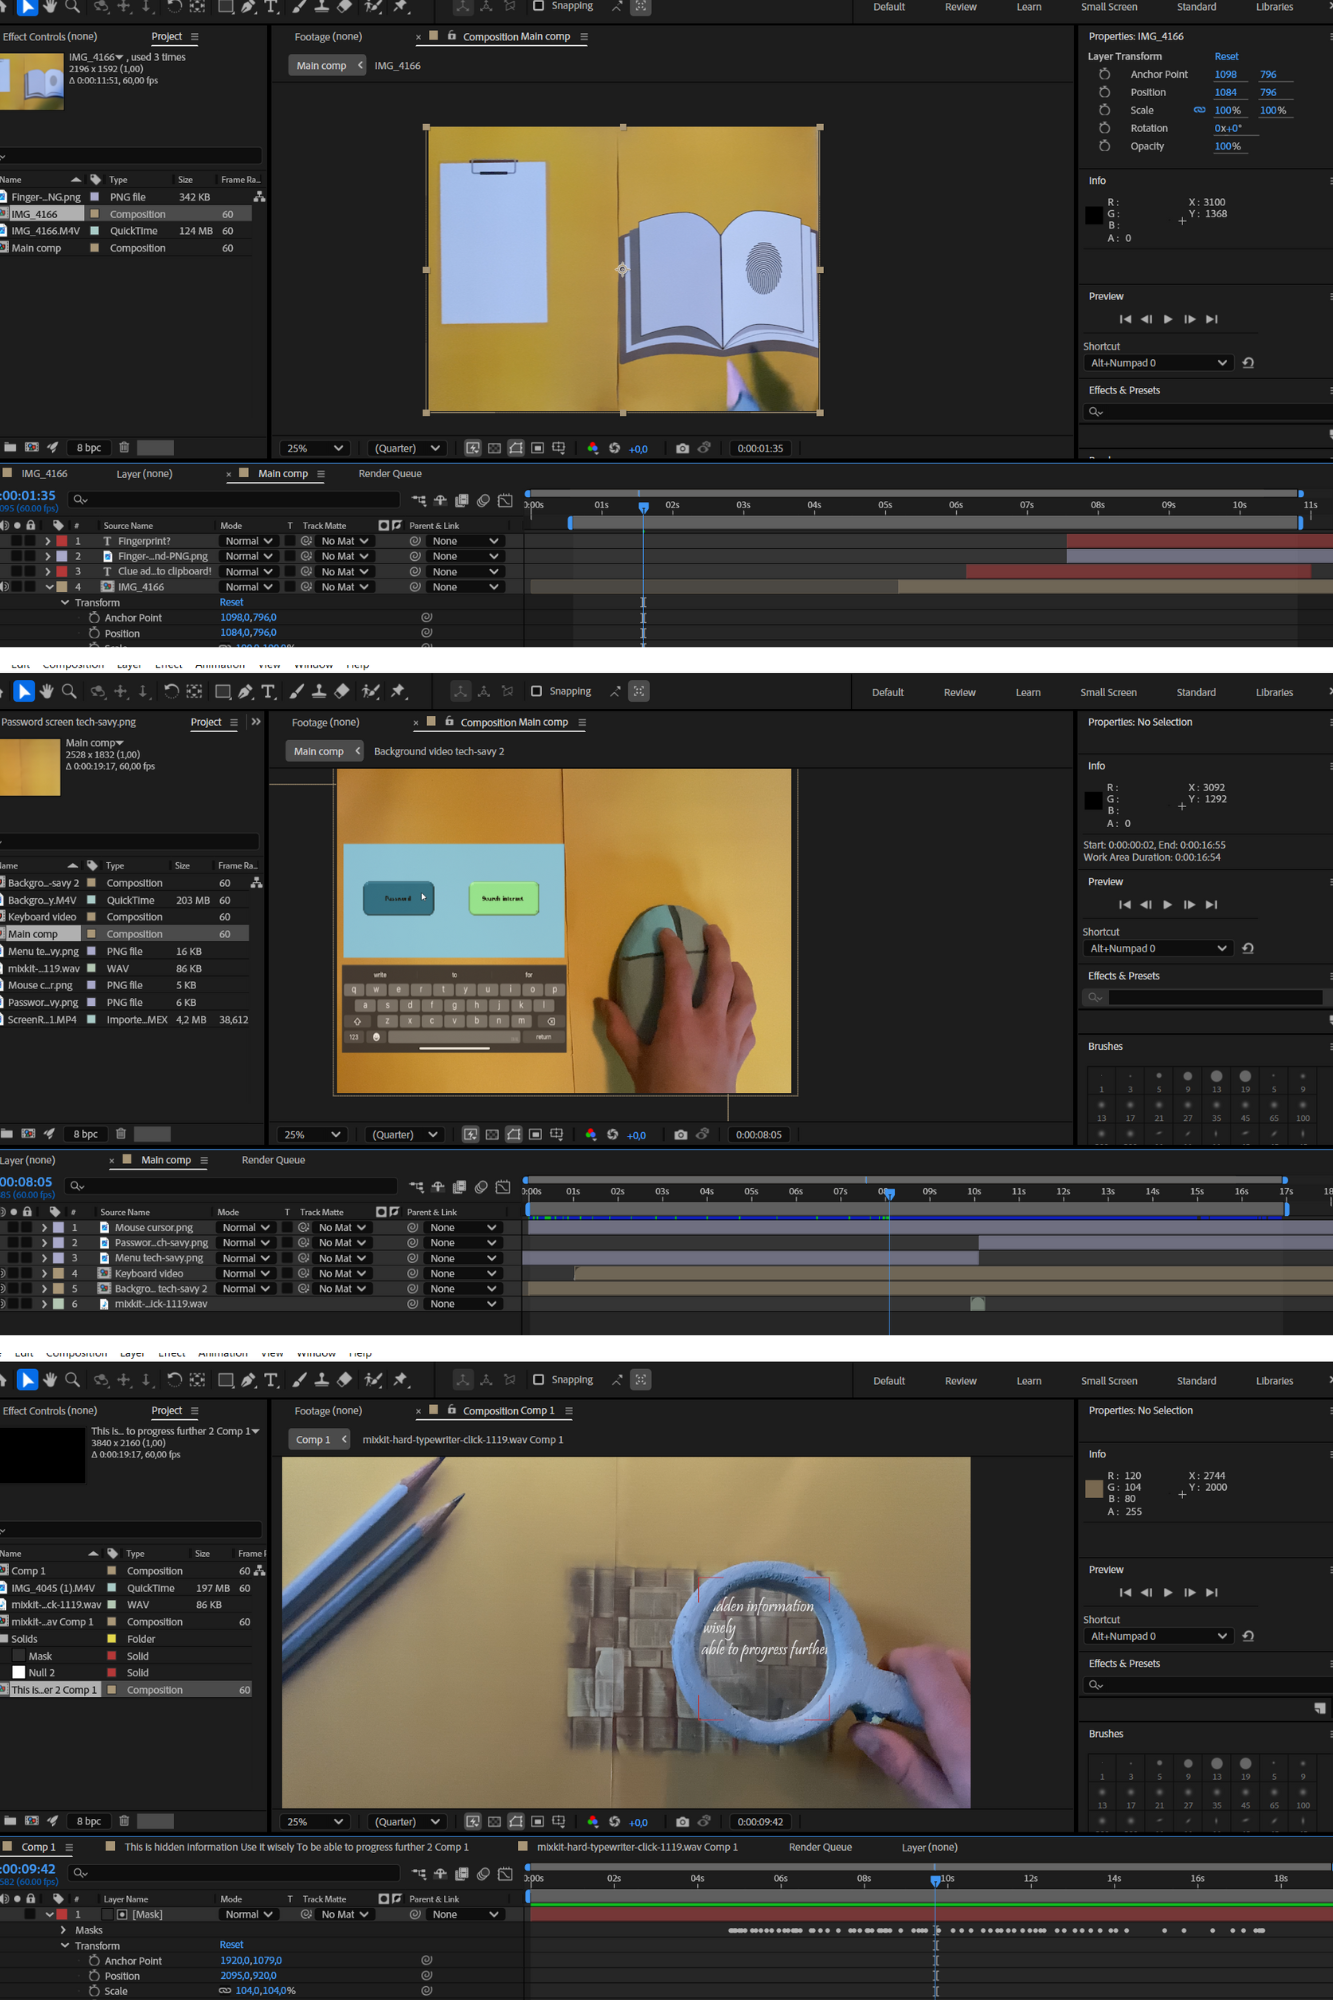 Snapping
Default Review Learn Small Screen Standard Libraries
Effect Controls (none) Project
Footage (none) × Composition Main comp
Properties: IMG_4166
IMG_4166, used 3 times
2196 x 1592 (1,00)
Δ 0:00:11:51, 60,00 fps
Main comp < IMG_4166
Layer Transform Reset
Anchor Point 1098 796
Position 1084 796
Scale 100% 100%
Rotation 0x+0°
Opacity 100%
Info
R: X: 3100
G: Y: 1368
B:
A: 0
Name Type Size Frame Ra..
Finger-...NG.png PNG file 342 KB
IMG_4166 Composition 60
IMG_4166.M4V QuickTime 124 MB 60
Main comp Composition 60
Preview
Shortcut
Alt+Numpad 0
Effects & Presets
8 bpc
25% (Quarter) +0,0 0:00:01:35
IMG_4166 Layer (none) × Main comp Render Queue
:00:01:35
095 (60.00 fps)
0:00s 01s 02s 03s 04s 05s 06s 07s 08s 09s 10s 11s
# Source Name Mode T Track Matte Parent & Link
1 T Fingerprint? Normal No Mat None
2 Finger-...nd-PNG.png Normal No Mat None
3 T Clue ad...to clipboard! Normal No Mat None
4 IMG_4166 Normal No Mat None
Transform Reset
Anchor Point 1098,0,796,0
Position 1084,0,796,0
Edit Composition Layer Effect Animation View Window Help
Snapping
Default Review Learn Small Screen Standard Libraries
Password screen tech-savy.png Project
Footage (none) × Composition Main comp
Properties: No Selection
Main comp
2528 x 1832 (1,00)
Δ 0:00:19:17, 60,00 fps
Main comp < Background video tech-savy 2
Info
R: X: 3092
G: Y: 1292
B:
A: 0
Start: 0:00:00:02, End: 0:00:16:55
Work Area Duration: 0:00:16:54
Password Search internet
write to for
q w e r t y u i o p
a s d f g h j k l
z x c v b n m
123 return
ame Type Size Frame Ra..
Backgro...-savy 2 Composition 60
Backgro...y.M4V QuickTime 203 MB 60
Keyboard video Composition 60
Main comp Composition 60
Menu te...vy.png PNG file 16 KB
mixkit-...119.wav WAV 86 KB
Mouse c...r.png PNG file 5 KB
Passwor...vy.png PNG file 6 KB
ScreenR...1.MP4 Importe...MEX 4,2 MB 38,612
Preview
Shortcut
Alt+Numpad 0
Effects & Presets
Brushes
1 3 5 9 13 19 5 9
13 17 21 27 35 45 65 100
8 bpc
25% (Quarter) +0,0 0:00:08:05
Layer (none) × Main comp Render Queue
00:08:05
85 (60.00 fps)
0:00s 01s 02s 03s 04s 05s 06s 07s 09s 10s 11s 12s 13s 14s 15s 16s 17s 18
# Source Name Mode T Track Matte Parent & Link
1 Mouse cursor.png Normal No Mat None
2 Passwor...ch-savy.png Normal No Mat None
3 Menu tech-savy.png Normal No Mat None
4 Keyboard video Normal No Mat None
5 Backgro... tech-savy 2 Normal No Mat None
6 mixkit-...ick-1119.wav None
Edit Composition Layer Effect Animation View Window Help
Snapping
Default Review Learn Small Screen Standard Libraries
Effect Controls (none) Project
Footage (none) × Composition Comp 1
Properties: No Selection
This is... to progress further 2 Comp 1
3840 x 2160 (1,00)
Δ 0:00:19:17, 60,00 fps
Comp 1 < mixkit-hard-typewriter-click-1119.wav Comp 1
Info
R: 120 X: 2744
G: 104 Y: 2000
B: 80
A: 255
idden information
wisely
able to progress further
Name Type Size Frame F
Comp 1 Composition 60
IMG_4045 (1).M4V QuickTime 197 MB 60
mixkit-...ck-1119.wav WAV 86 KB
mixkit-...av Comp 1 Composition 60
Solids Folder
Mask Solid
Null 2 Solid
This is...er 2 Comp 1 Composition 60
Preview
Shortcut
Alt+Numpad 0
Effects & Presets
Brushes
1 3 5 9 13 19 5 9
13 17 21 27 35 45 65 100
8 bpc
25% (Quarter) +0,0 0:00:09:42
Comp 1 This is hidden information Use it wisely To be able to progress further 2 Comp 1 mixkit-hard-typewriter-click-1119.wav Comp 1 Render Queue Layer (none)
:00:09:42
582 (60.00 fps)
0:00s 02s 04s 06s 08s 10s 12s 14s 16s 18s
# Layer Name Mode T Track Matte Parent & Link
1 [Mask] Normal No Mat None
Masks
Transform Reset
Anchor Point 1920,0,1079,0
Position 2095,0,920,0
Scale 104,0,104,0%